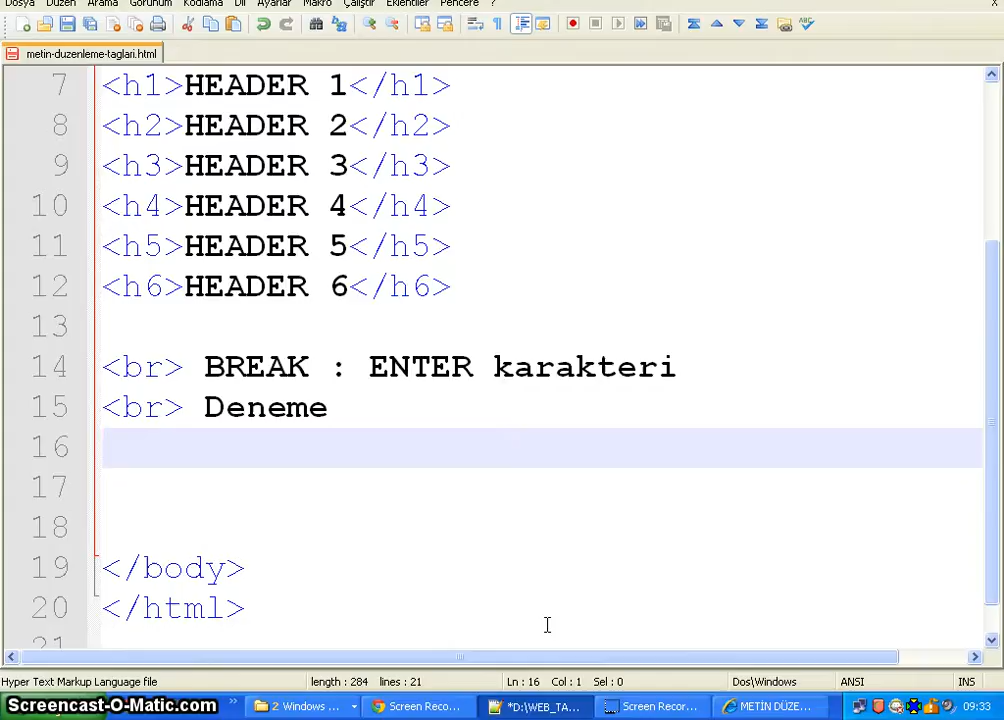 Dosya Düzen Arama Görünüm Kodlama Dil Ayarlar Makro Çalıştır Eklentiler Pencere ?
X
metin-duzenleme-taglari.html
7 <h1>HEADER 1</h1>
8 <h2>HEADER 2</h2>
9 <h3>HEADER 3</h3>
10 <h4>HEADER 4</h4>
11 <h5>HEADER 5</h5>
12 <h6>HEADER 6</h6>
13
14 <br> BREAK : ENTER karakteri
15 <br> Deneme
16
17
18
19 </body>
20 </html>
21
Hyper Text Markup Language file length : 284 lines : 21 Ln : 16 Col : 1 Sel : 0 Dos\Windows ANSI INS
Screencast-O-Matic.com » 2 Windows ... Screen Reco... *D:\WEB_TA... Screen Recor... METİN DÜZE... 09:33